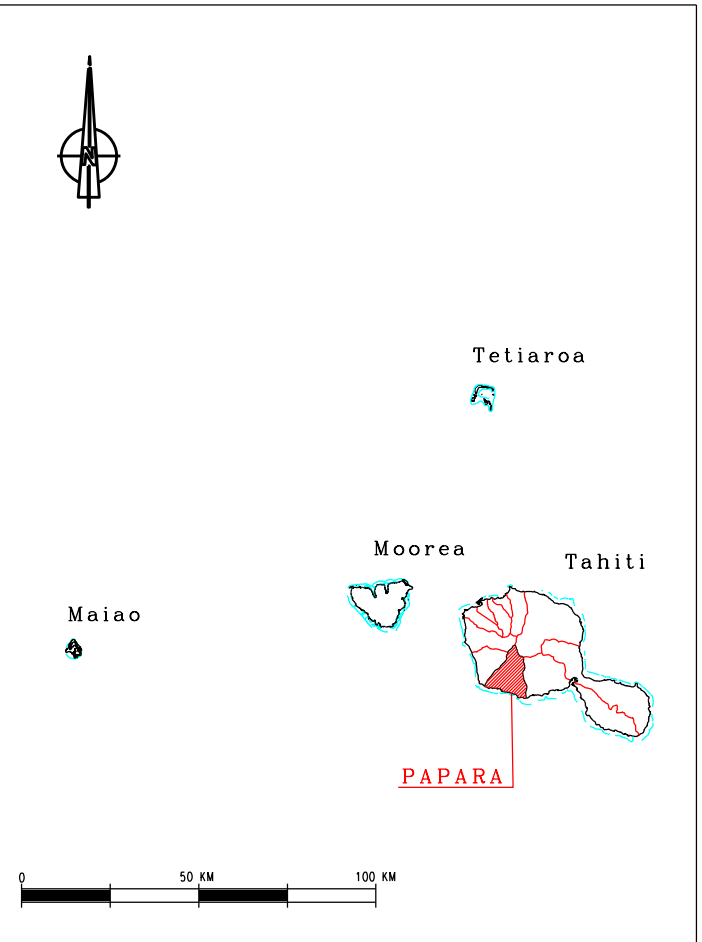 N
Tetiaroa
Moorea
Tahiti
Maiao
PAPARA
0 50 KM 100 KM